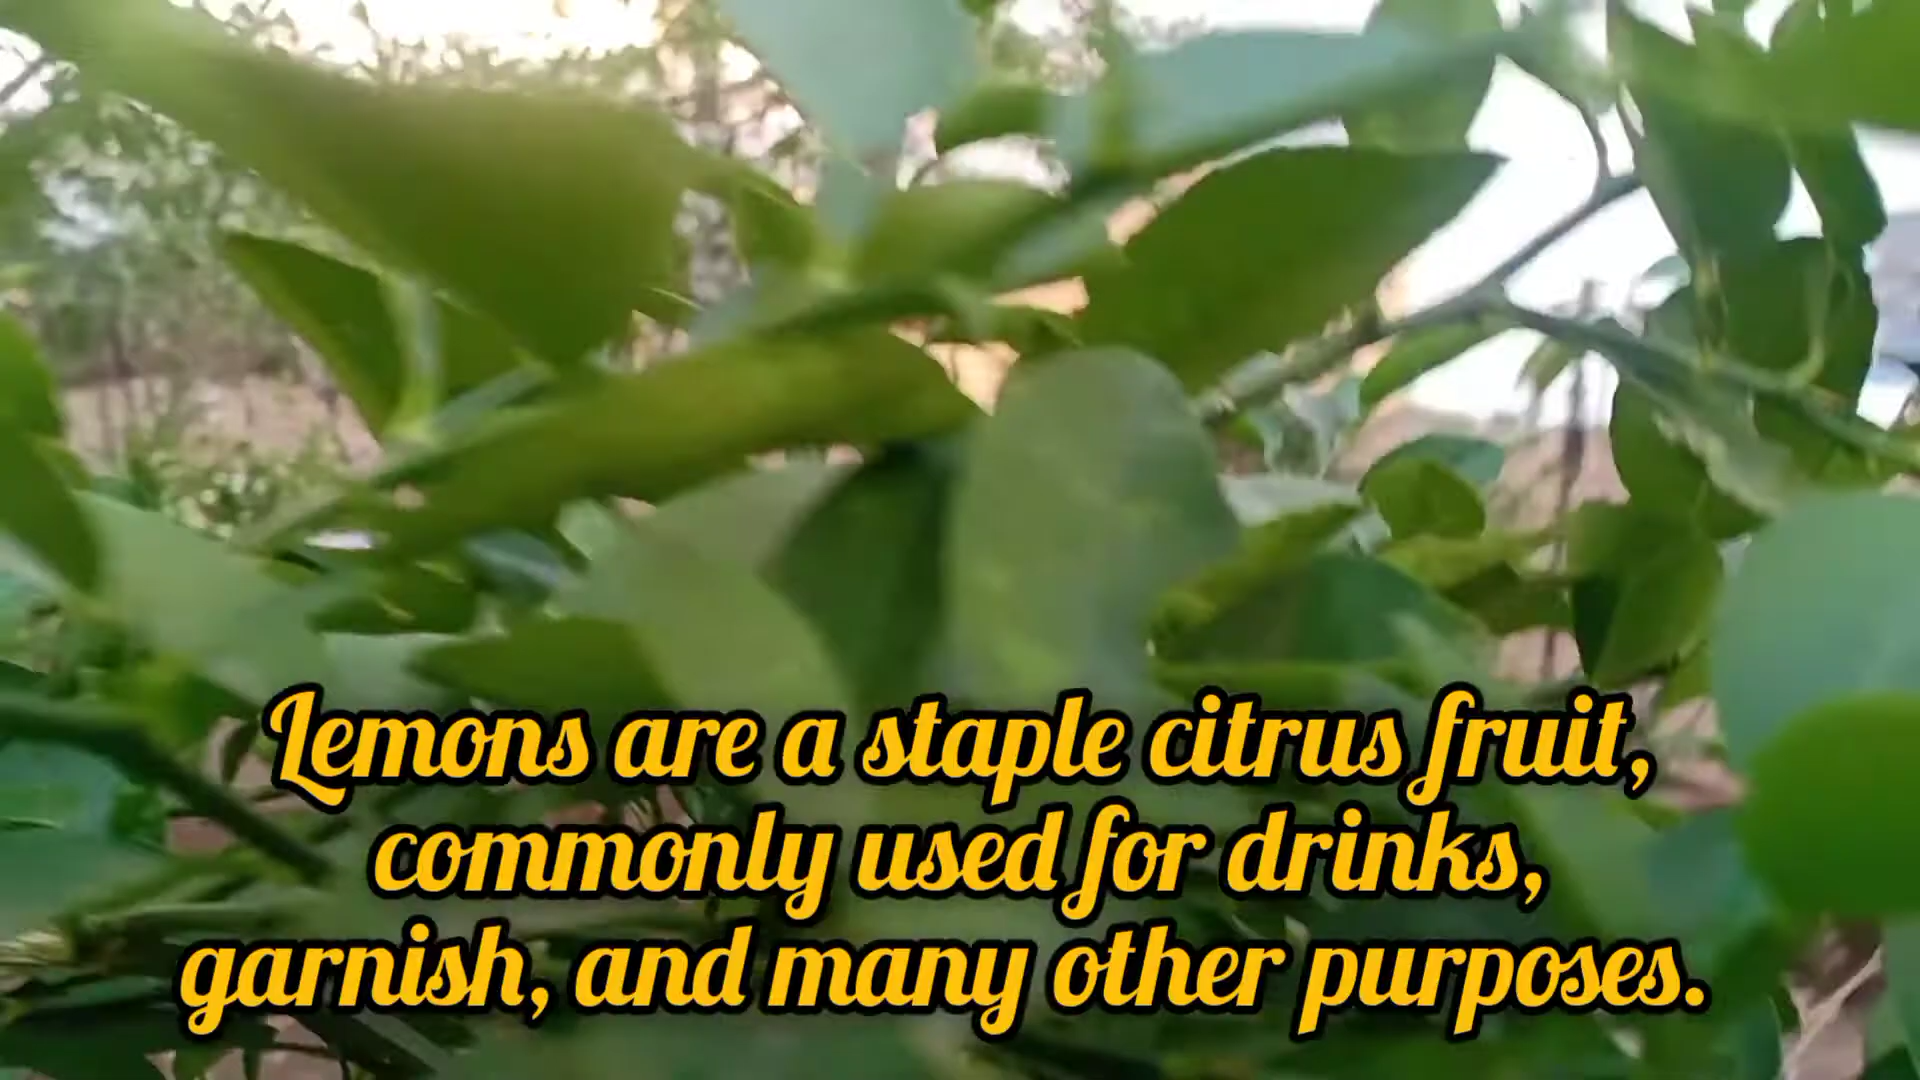 Lemons are a staple citrus fruit,
commonly used for drinks,
garnish, and many other purposes.